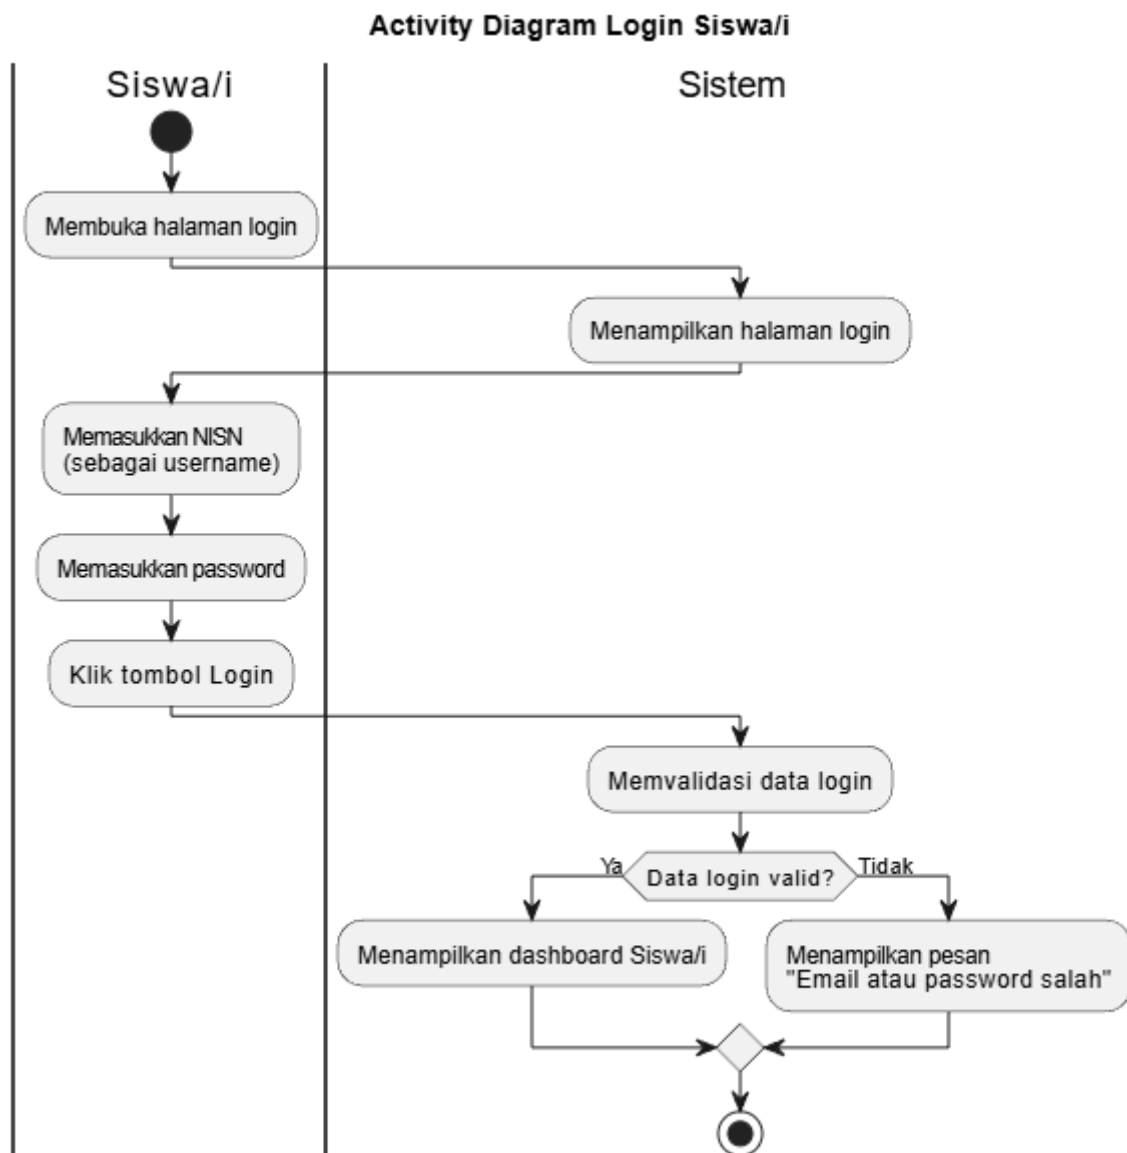 Activity Diagram Login Siswa/i
Siswa/i
Sistem
Membuka halaman login
Menampilkan halaman login
Memasukkan NISN
(sebagai username)
Memasukkan password
Klik tombol Login
Memvalidasi data login
Data login valid?
Ya
Tidak
Menampilkan dashboard Siswa/i
Menampilkan pesan
"Email atau password salah"